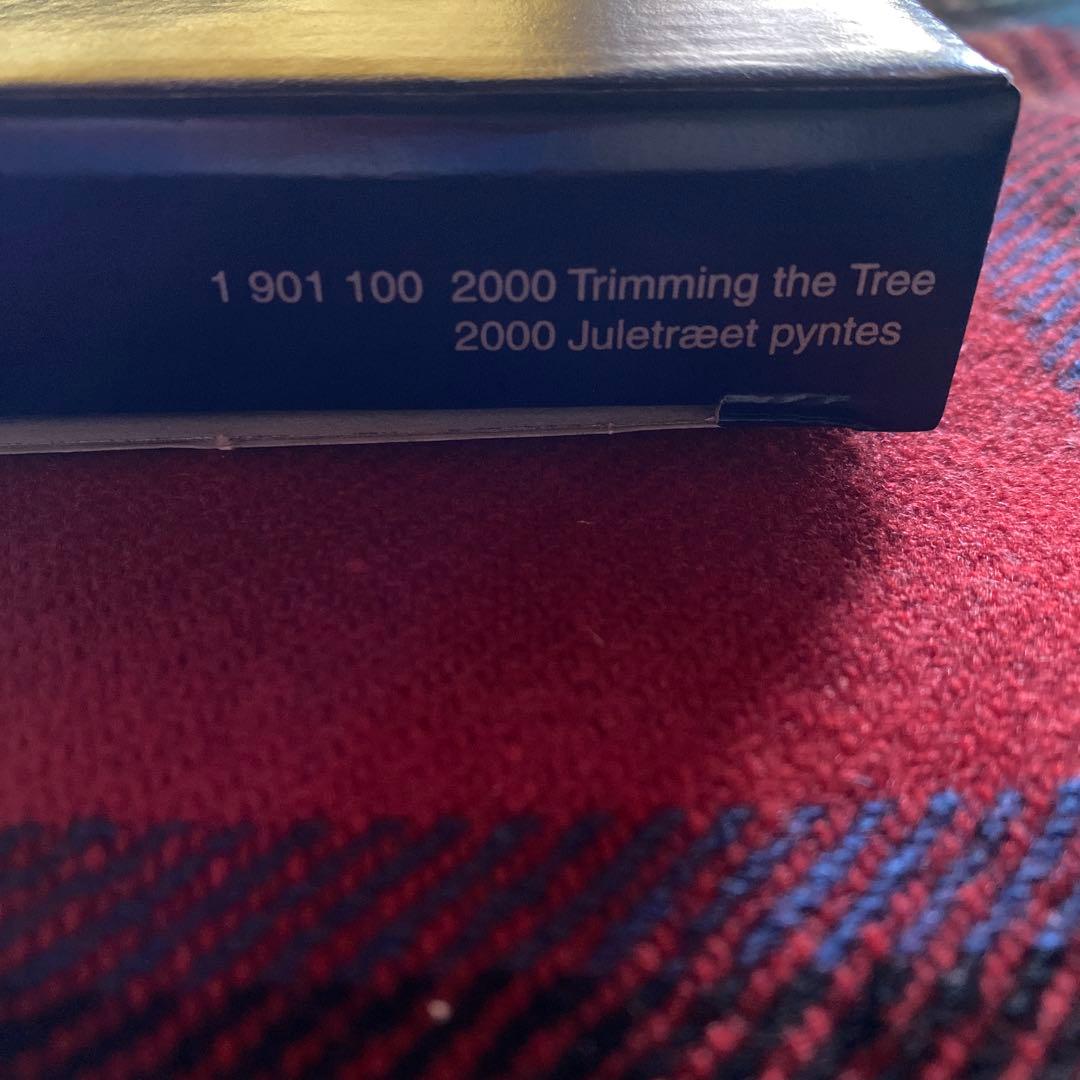 1 901 100 2000 Trimming the Tree
2000 Juletræet pyntes